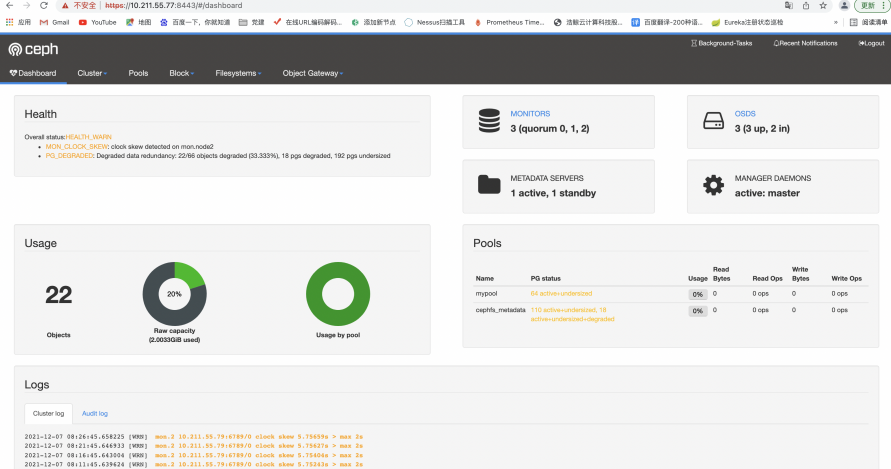 不安全 | https://10.211.55.77:8443/#/dashboard
更新
应用 M Gmail YouTube 地图 百度一下，你就知道 党建 在线URL编码解码... 添加新节点 Nessus扫描工具 Prometheus Time... 浩鲸云计算科技股... 百度翻译-200种语... Eureka注册状态巡检 » 阅读清单
ceph
Background-Tasks Recent Notifications Logout
Dashboard Cluster Pools Block Filesystems Object Gateway
Health
Overall status:HEALTH_WARN
MON_CLOCK_SKEW: clock skew detected on mon.node2
PG_DEGRADED: Degraded data redundancy: 22/66 objects degraded (33.333%), 18 pgs degraded, 192 pgs undersized
MONITORS
3 (quorum 0, 1, 2)
OSDS
3 (3 up, 2 in)
METADATA SERVERS
1 active, 1 standby
MANAGER DAEMONS
active: master
Usage
22
Objects
20%
Raw capacity
(2.0033GiB used)
Usage by pool
Pools
Name PG status Usage Read Bytes Read Ops Write Bytes Write Ops
mypool 64 active+undersized 0% 0 0 ops 0 0 ops
cephfs_metadata 110 active+undersized, 18 active+undersized+degraded 0% 0 0 ops 0 0 ops
Logs
Cluster log Audit log
2021-12-07 08:26:45.658225 [WRN] mon.2 10.211.55.79:6789/0 clock skew 5.75659s > max 2s
2021-12-07 08:21:45.646933 [WRN] mon.2 10.211.55.79:6789/0 clock skew 5.75627s > max 2s
2021-12-07 08:16:45.643004 [WRN] mon.2 10.211.55.79:6789/0 clock skew 5.75404s > max 2s
2021-12-07 08:11:45.639624 [WRN] mon.2 10.211.55.79:6789/0 clock skew 5.75243s > max 2s